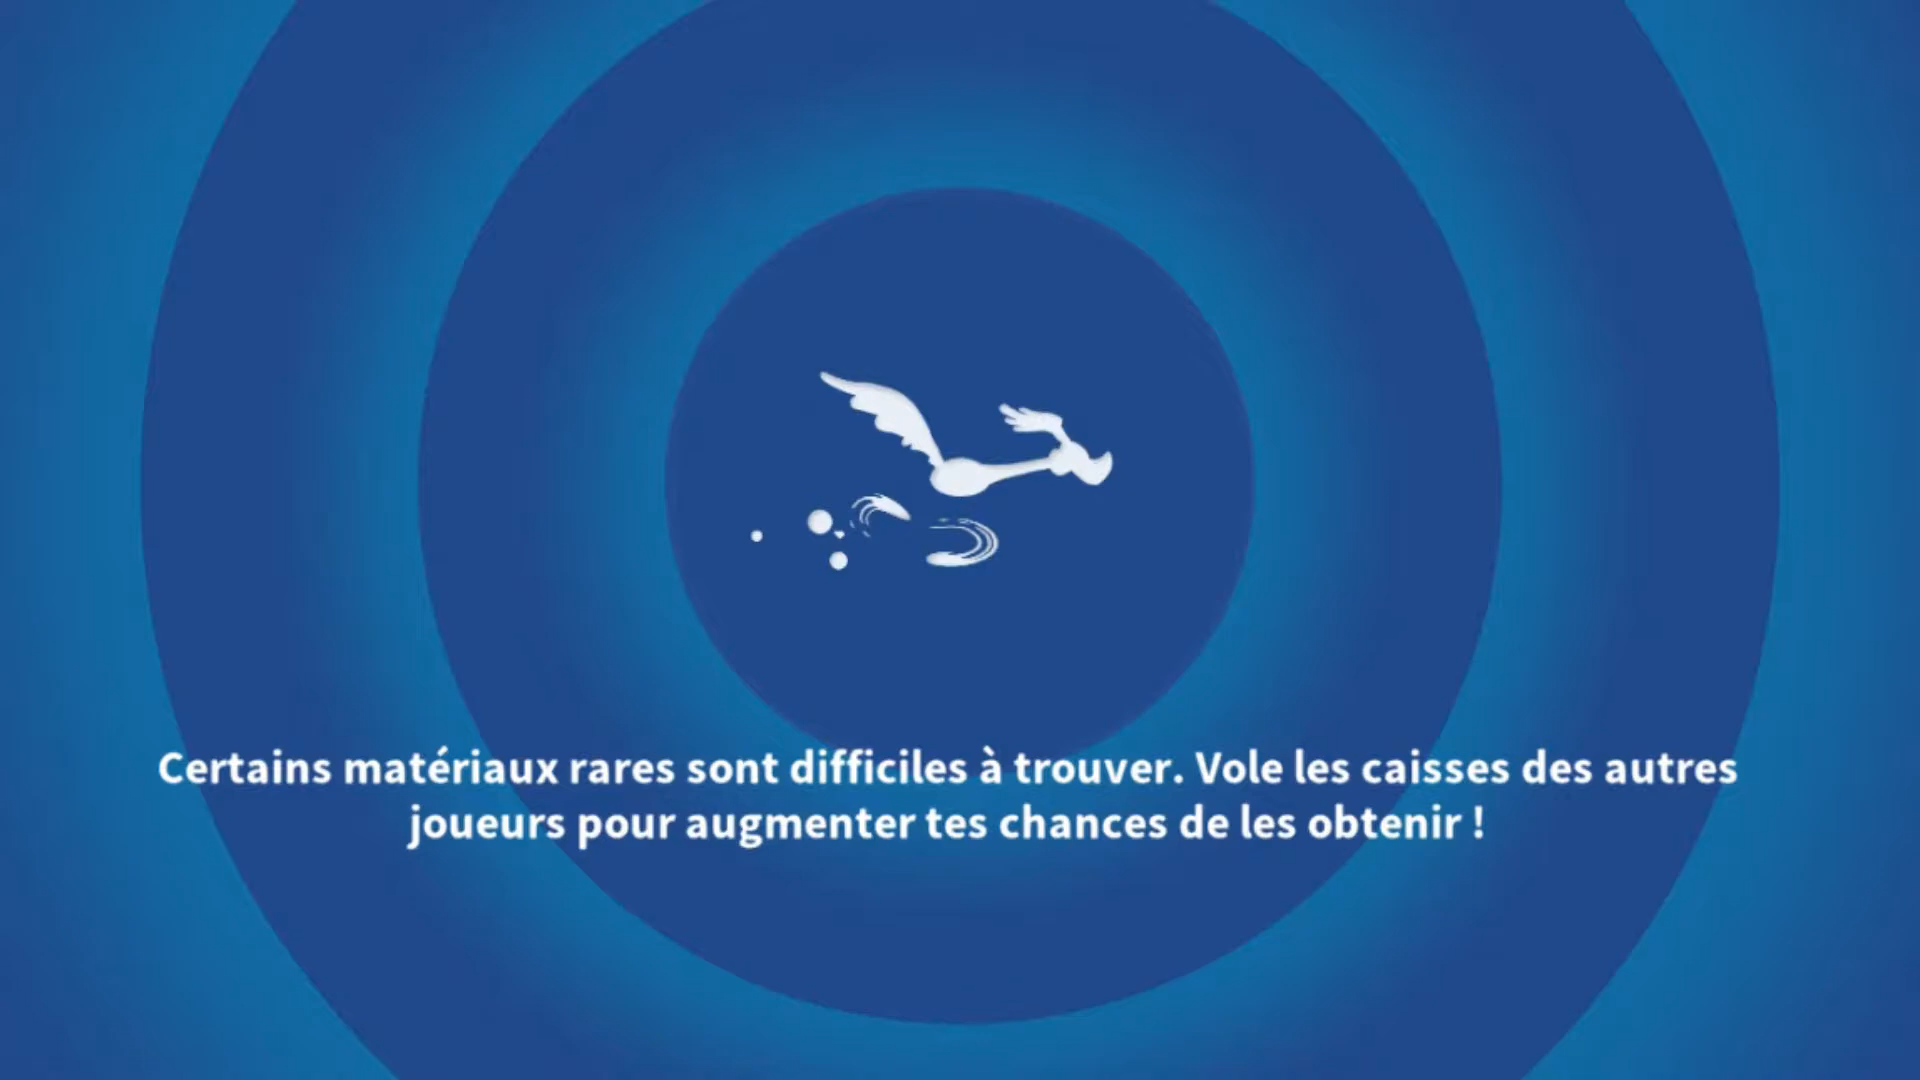 Certains matériaux rares sont difficiles à trouver. Vole les caisses des autres
joueurs pour augmenter tes chances de les obtenir !